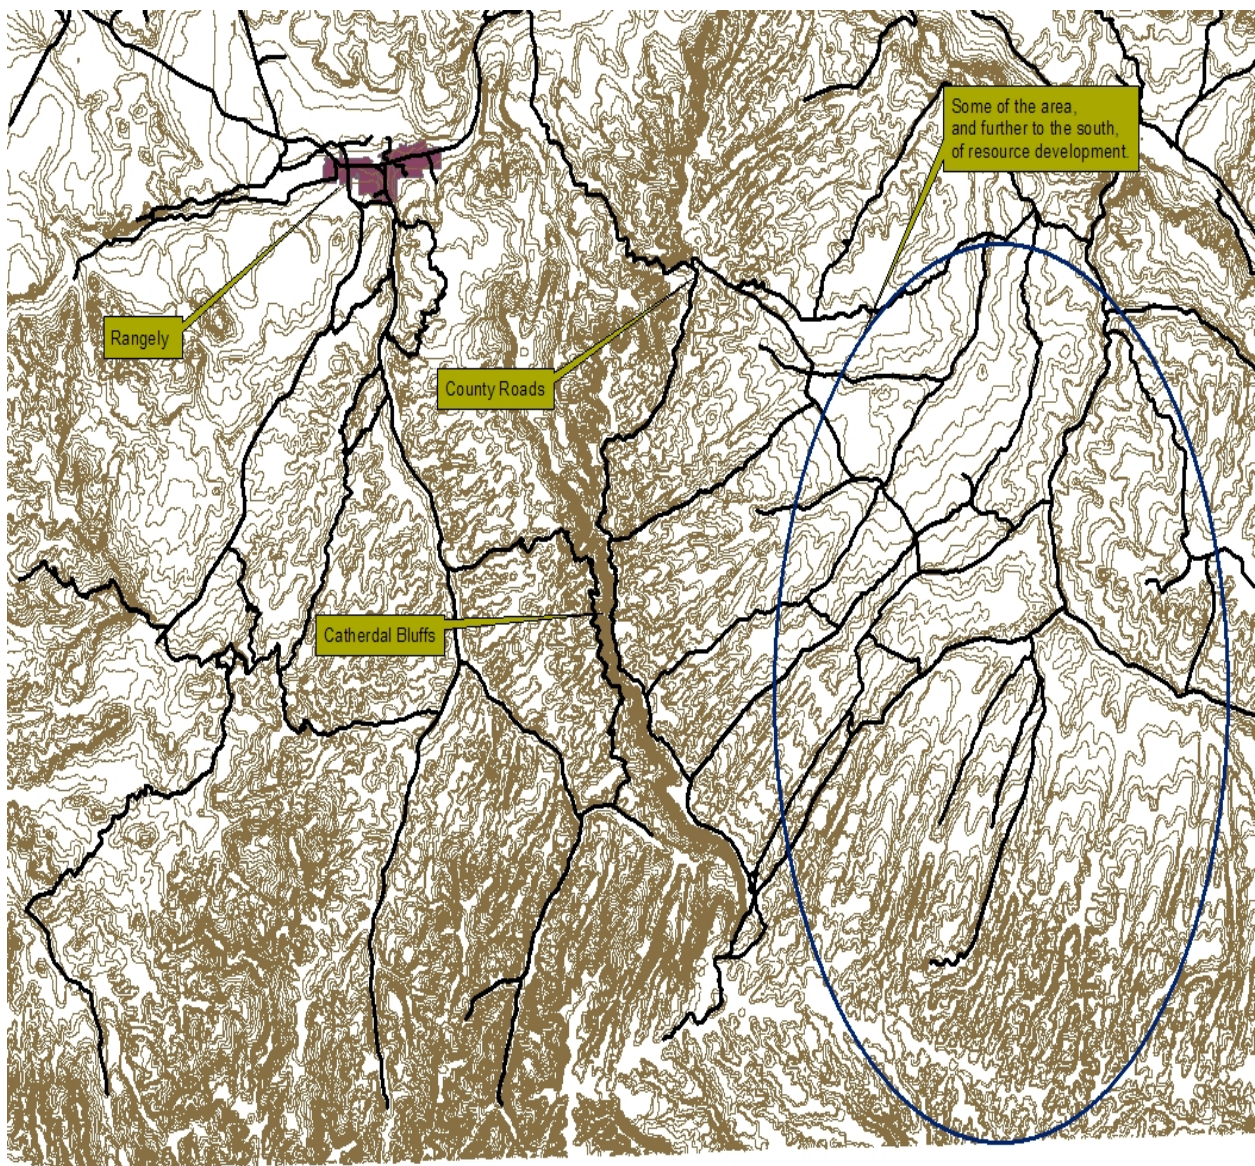 Some of the area,
and further to the south,
of resource development.
Rangely
County Roads
Catherdal Bluffs